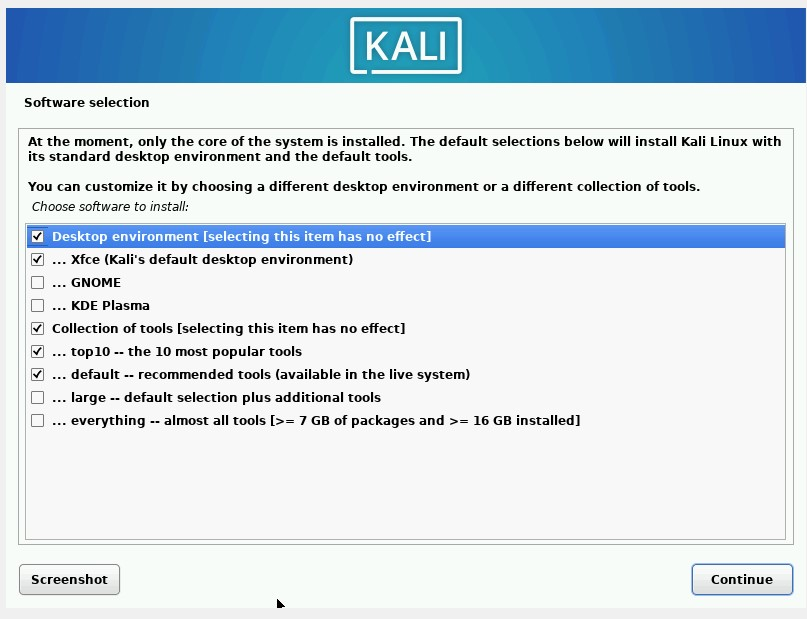 KALI
Software selection
At the moment, only the core of the system is installed. The default selections below will install Kali Linux with
its standard desktop environment and the default tools.
You can customize it by choosing a different desktop environment or a different collection of tools.
Choose software to install:
Desktop environment [selecting this item has no effect]
... Xfce (Kali's default desktop environment)
... GNOME
... KDE Plasma
Collection of tools [selecting this item has no effect]
... top10 -- the 10 most popular tools
... default -- recommended tools (available in the live system)
... large -- default selection plus additional tools
... everything -- almost all tools [>= 7 GB of packages and >= 16 GB installed]
Screenshot
Continue